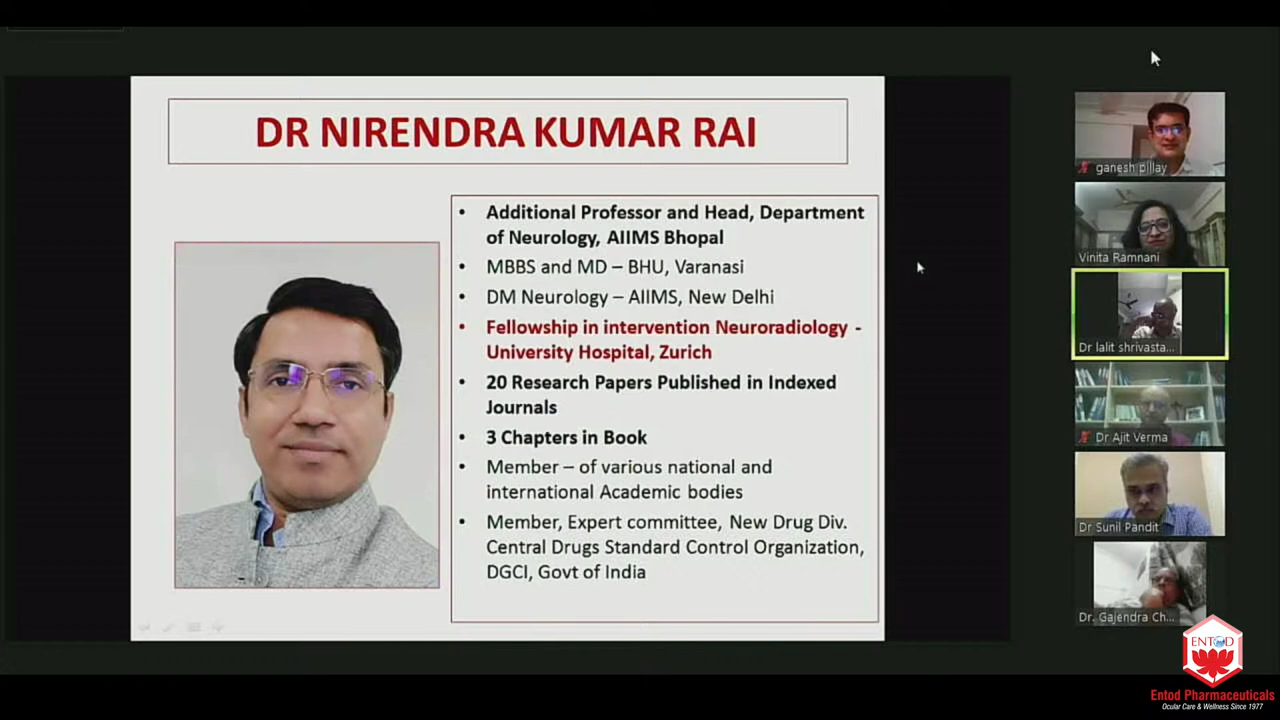 DR NIRENDRA KUMAR RAI
• Additional Professor and Head, Department
of Neurology, AIIMS Bhopal
• MBBS and MD – BHU, Varanasi
• DM Neurology – AIIMS, New Delhi
• Fellowship in intervention Neuroradiology -
University Hospital, Zurich
• 20 Research Papers Published in Indexed
Journals
• 3 Chapters in Book
• Member – of various national and
international Academic bodies
• Member, Expert committee, New Drug Div.
Central Drugs Standard Control Organization,
DGCI, Govt of India
ganesh pillay
Vinita Ramnani
Dr lalit shrivasta...
Dr Ajit Verma
Dr Sunil Pandit
Dr. Gajendra Ch...
ENTOD
Entod Pharmaceuticals
Ocular Care & Wellness Since 1977